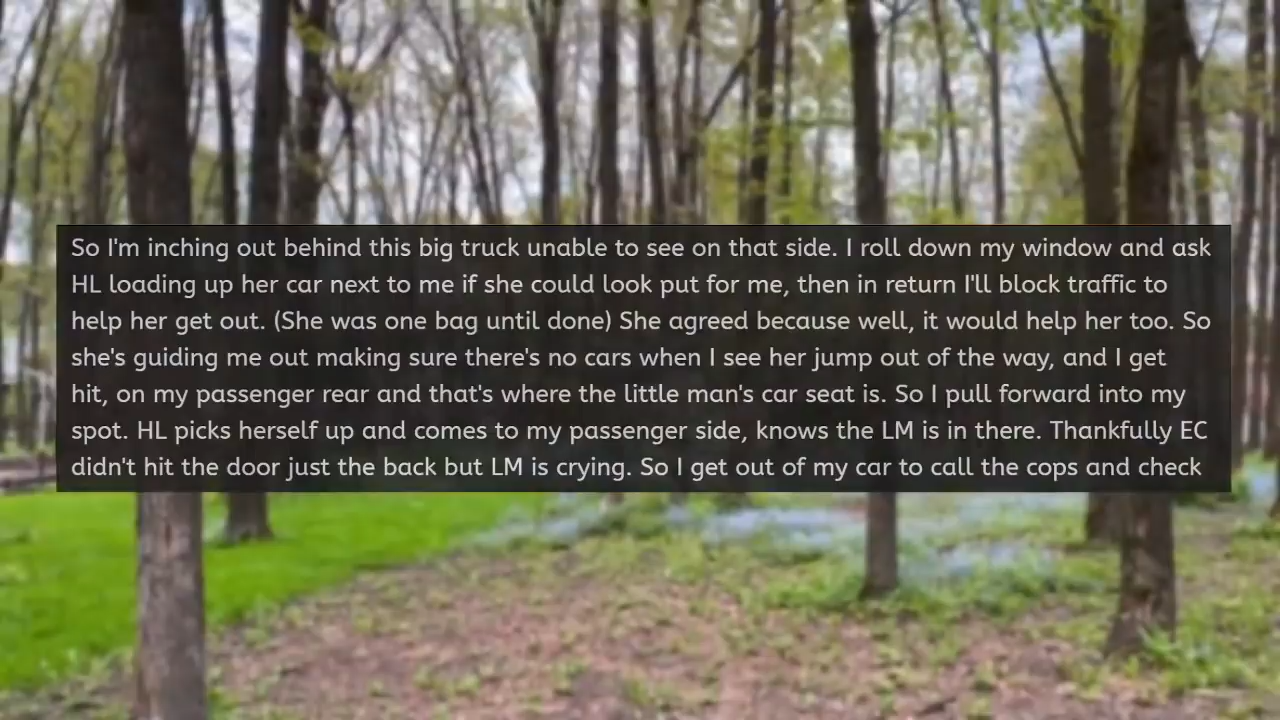 So I'm inching out behind this big truck unable to see on that side. I roll down my window and ask
HL loading up her car next to me if she could look put for me, then in return I'll block traffic to
help her get out. (She was one bag until done) She agreed because well, it would help her too. So
she's guiding me out making sure there's no cars when I see her jump out of the way, and I get
hit, on my passenger rear and that's where the little man's car seat is. So I pull forward into my
spot. HL picks herself up and comes to my passenger side, knows the LM is in there. Thankfully EC
didn't hit the door just the back but LM is crying. So I get out of my car to call the cops and check